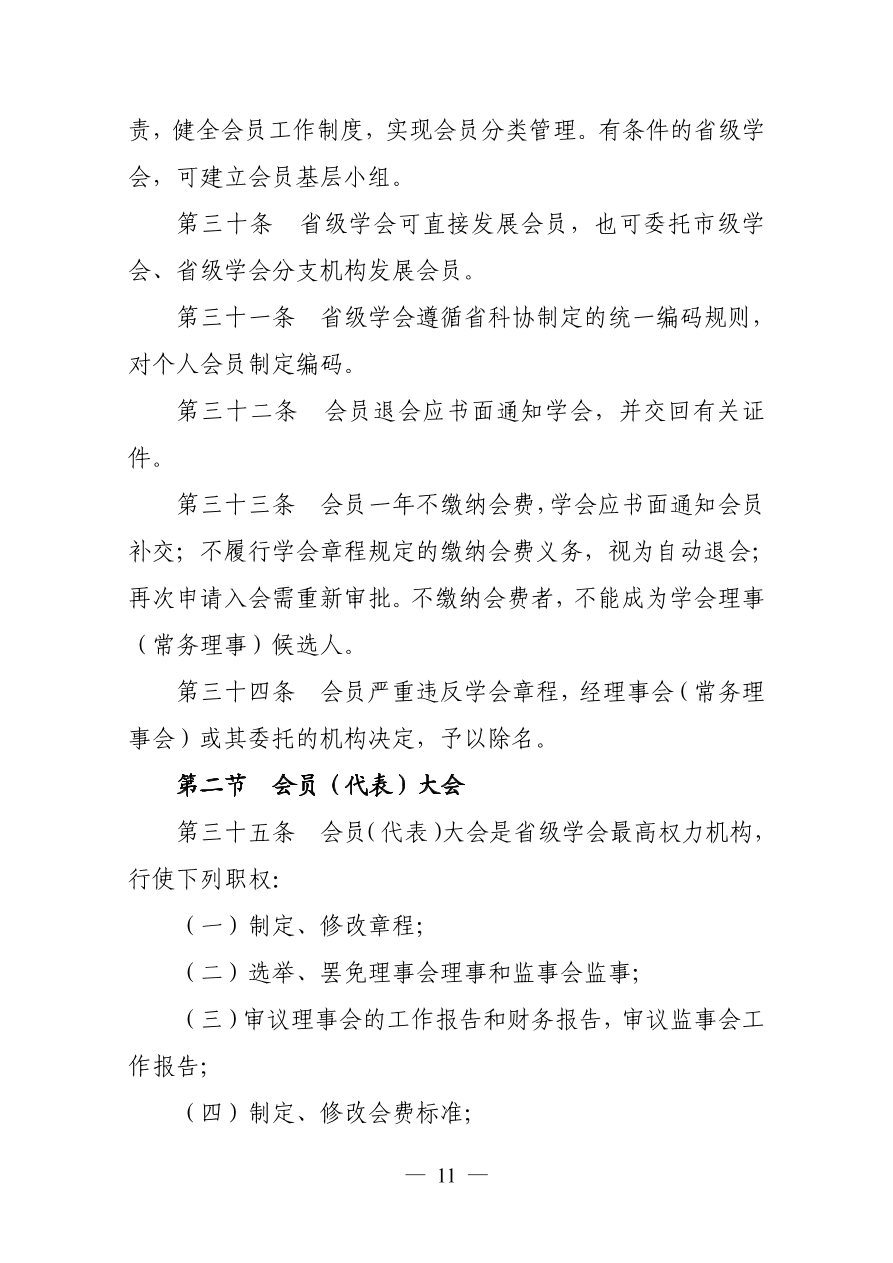 责，健全会员工作制度，实现会员分类管理。有条件的省级学
会，可建立会员基层小组。
第三十条　省级学会可直接发展会员，也可委托市级学
会、省级学会分支机构发展会员。
第三十一条　省级学会遵循省科协制定的统一编码规则，
对个人会员制定编码。
第三十二条　会员退会应书面通知学会，并交回有关证
件。
第三十三条　会员一年不缴纳会费，学会应书面通知会员
补交；不履行学会章程规定的缴纳会费义务，视为自动退会；
再次申请入会需重新审批。不缴纳会费者，不能成为学会理事
（常务理事）候选人。
第三十四条　会员严重违反学会章程，经理事会（常务理
事会）或其委托的机构决定，予以除名。
第二节　会员（代表）大会
第三十五条　会员（代表）大会是省级学会最高权力机构，
行使下列职权：
（一）制定、修改章程；
（二）选举、罢免理事会理事和监事会监事；
（三）审议理事会的工作报告和财务报告，审议监事会工
作报告；
（四）制定、修改会费标准；
— 11 —